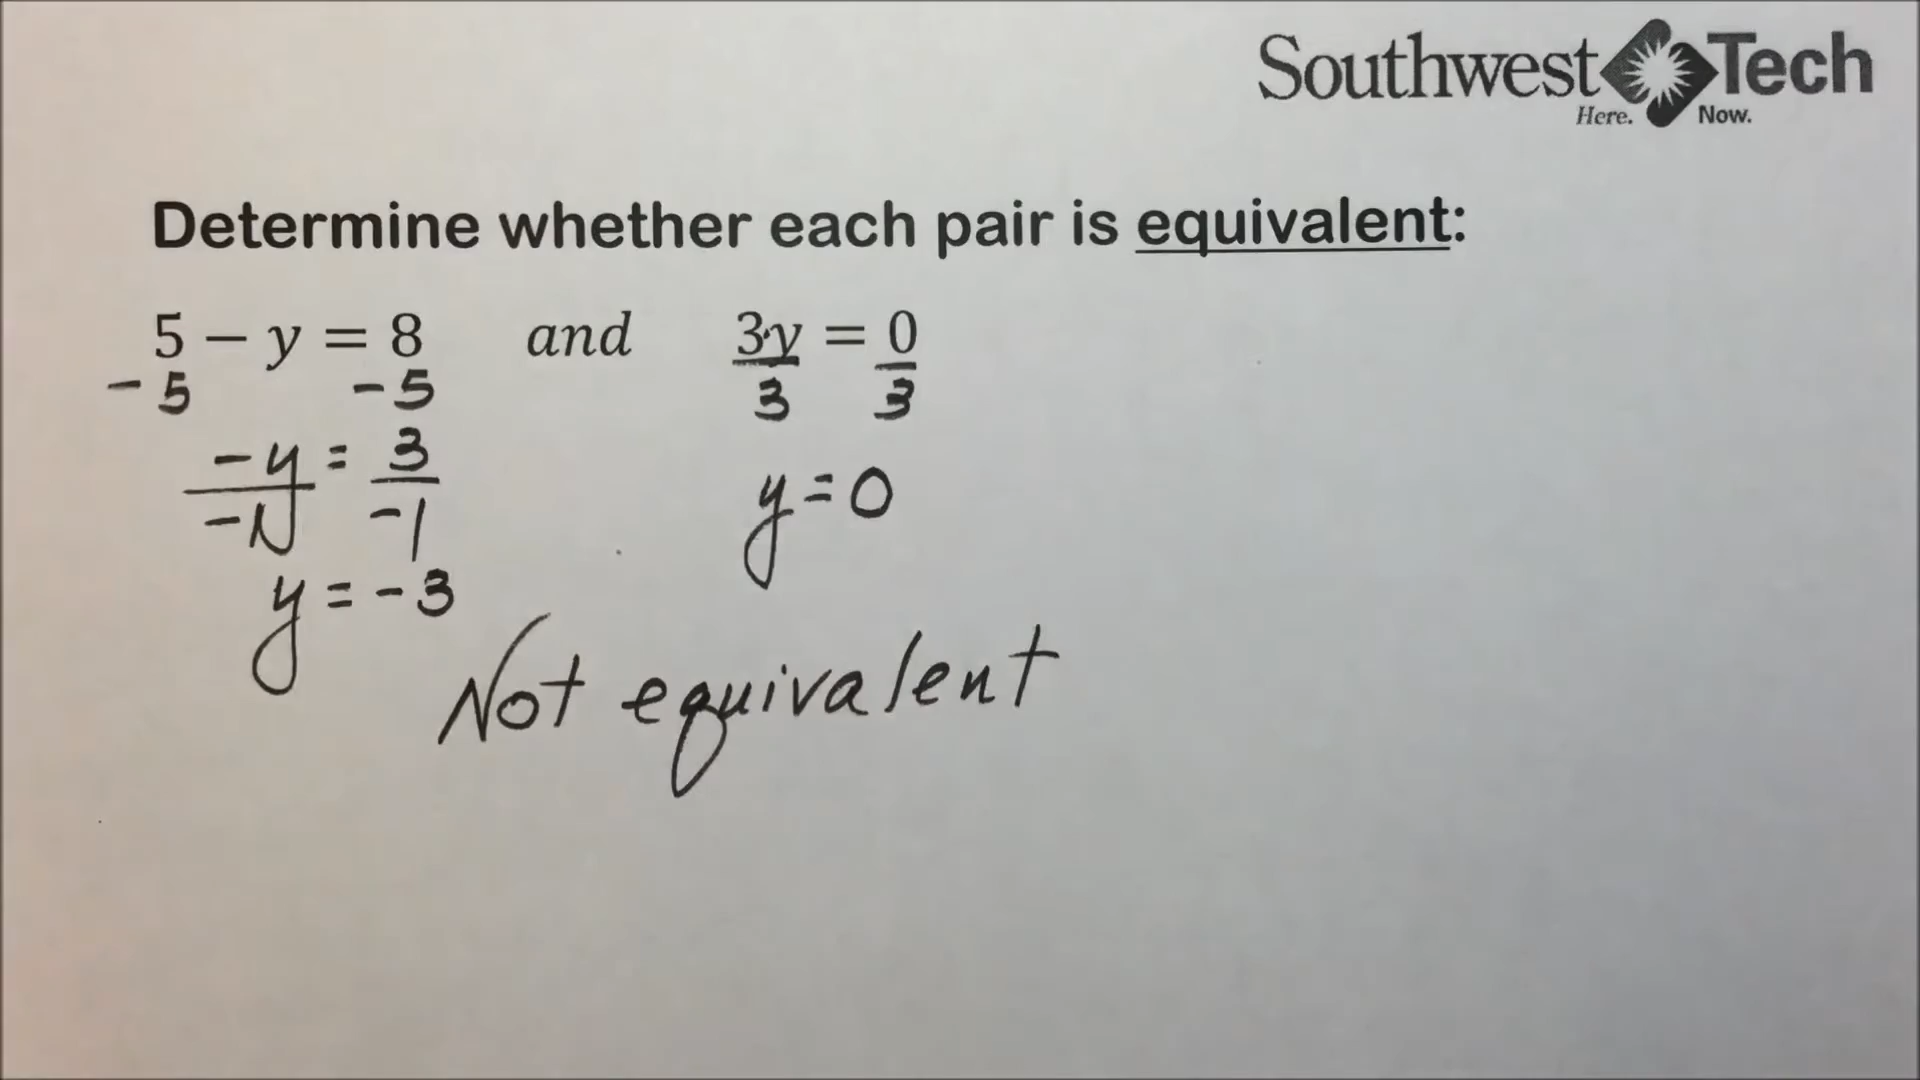 Southwest Tech
Here. Now.
Determine whether each pair is equivalent:
5 − y = 8 and 3y = 0
- 5 - 5 3 3
-y = 3
-1 -1
y = 0
y = -3
Not equivalent